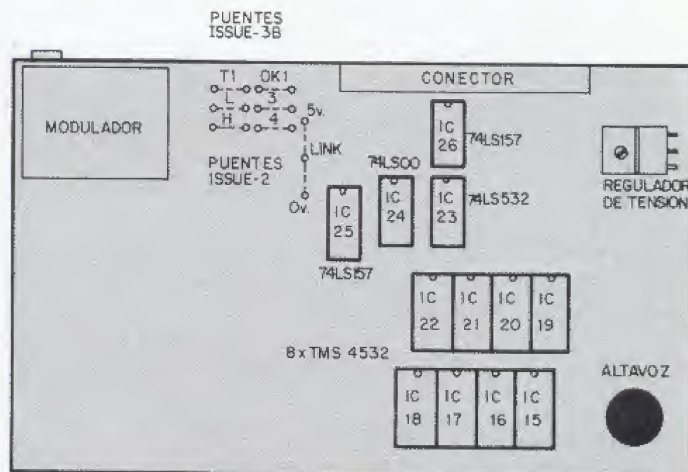 PUENTES
ISSUE-3B
T1 OK1
L 3
H 4
5v.
LINK
0v.
PUENTES
ISSUE-2
MODULADOR
CONECTOR
IC
26
74LS157
74LS00
IC
24
IC
23
74LS532
IC
25
74LS157
REGULADOR
DE TENSION
IC
22
IC
21
IC
20
IC
19
8xTMS 4532
IC
18
IC
17
IC
16
IC
15
ALTAVOZ